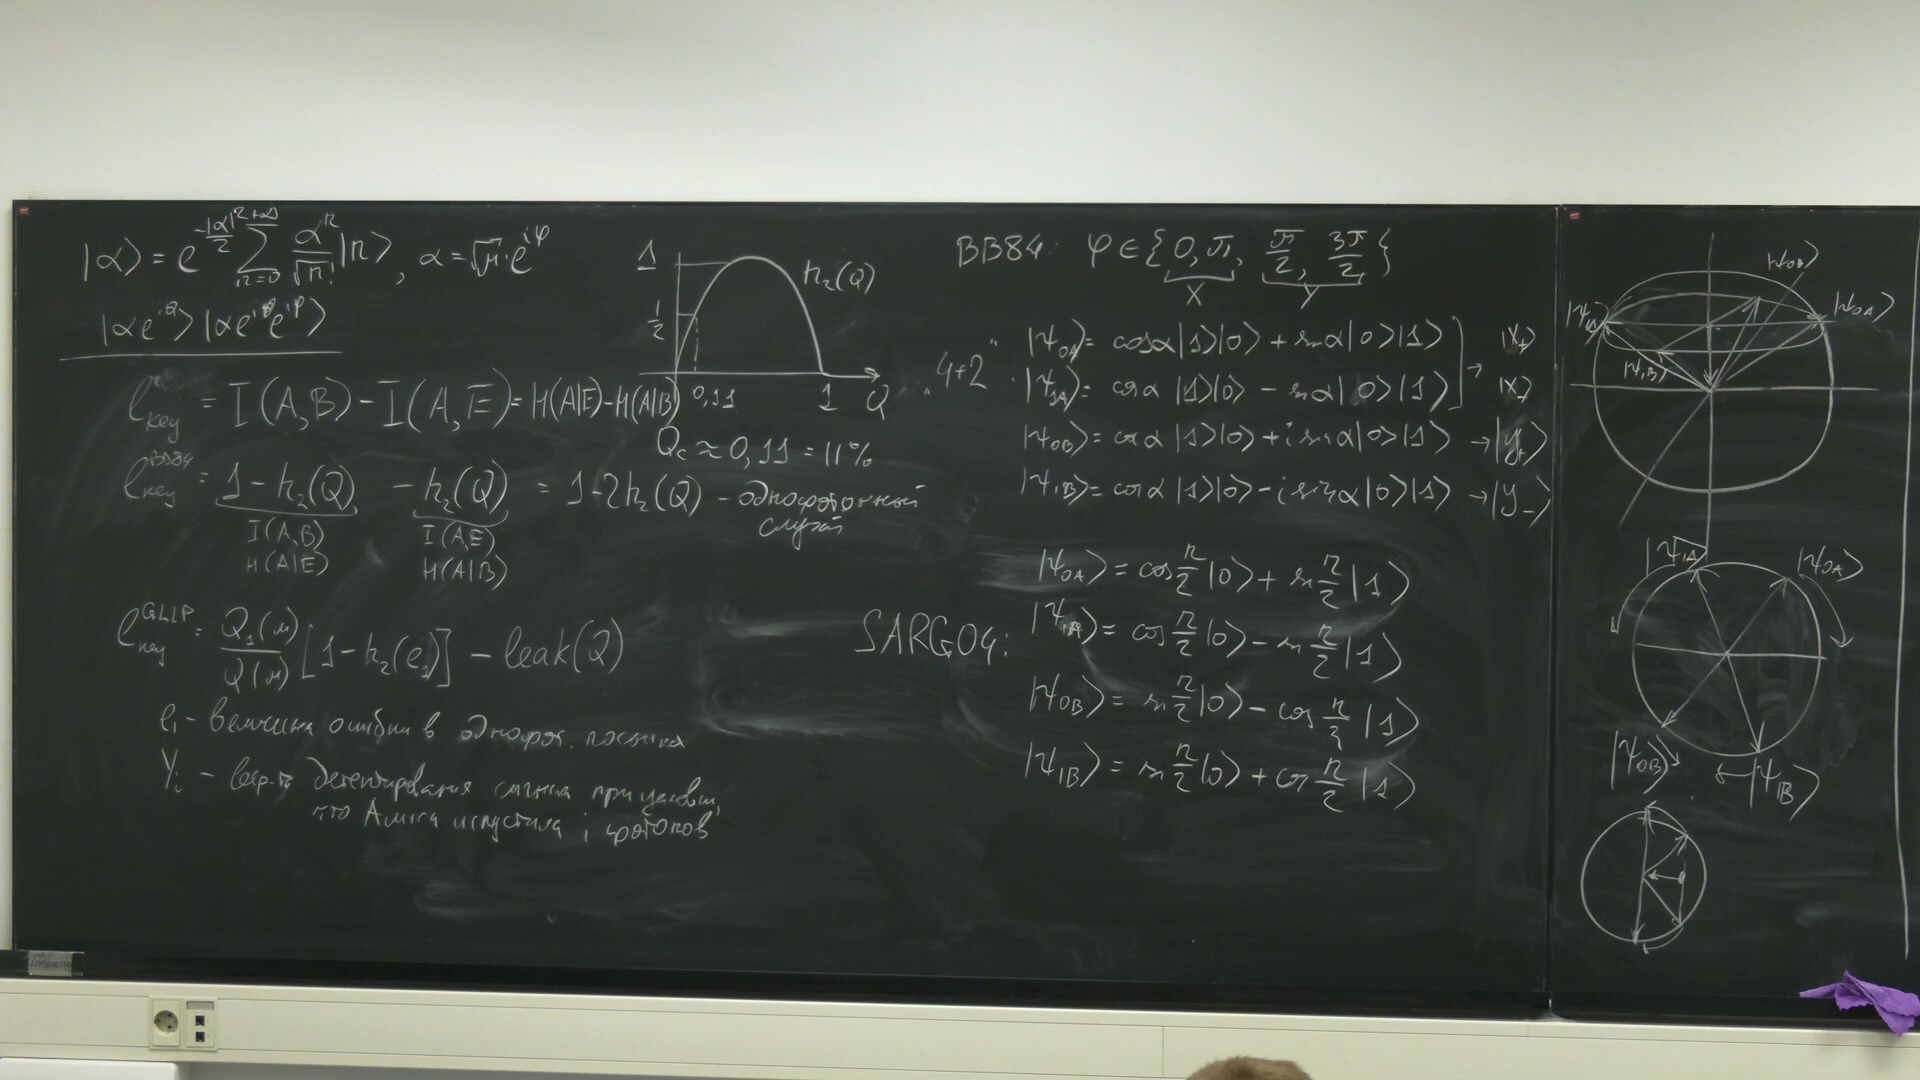 |α⟩ = e^{-|α|²/2} Σ_{n=0}^{+∞} αⁿ/√n! |n⟩, α = √μ · e^{iφ}
|αe^{iθ}⟩|αe^{iθ}e^{iφ}⟩
ℓ_key = I(A,B) − I(A,E) = H(A|E) − H(A|B)
ℓ_key^{BB84} = 1 − h₂(Q) − h₂(Q) = 1 − 2h₂(Q) – однофотонный
случай
I(A,B) I(A,E)
H(A|E) H(A|B)
ℓ_key^{GLLP} = Q₁(μ)/Q(μ) [1 − h₂(e₁)] − leak(Q)
e₁ – величина ошибки в однофот. посылках
Y_i – вер-ть детектирования сигнала при условии,
что Алиса испустила i фотонов
1
h₂(Q)
1/2
0,11 1 Q
Q_c ≈ 0,11 = 11%
BB84: φ ∈ {0, π, π/2, 3π/2}
X Y
"4+2"
|ψ_{0A}⟩ = cosα|1⟩|0⟩ + sinα|0⟩|1⟩ → |X₊⟩
|ψ_{1A}⟩ = cosα|1⟩|0⟩ − sinα|0⟩|1⟩ |X₋⟩
|ψ_{0B}⟩ = cosα|1⟩|0⟩ + i sinα|0⟩|1⟩ → |Y₊⟩
|ψ_{1B}⟩ = cosα|1⟩|0⟩ − i sinα|0⟩|1⟩ → |Y₋⟩
SARG04:
|ψ_{0A}⟩ = cos η/2 |0⟩ + sin η/2 |1⟩
|ψ_{1A}⟩ = cos η/2 |0⟩ − sin η/2 |1⟩
|ψ_{0B}⟩ = sin η/2 |0⟩ − cos η/2 |1⟩
|ψ_{1B}⟩ = sin η/2 |0⟩ + cos η/2 |1⟩
|ψ_{0B}⟩
|ψ_{1A}⟩ |ψ_{0A}⟩
|ψ_{1B}⟩
|ψ_{1A}⟩ |ψ_{0A}⟩
|ψ_{0B}⟩ |ψ_{1B}⟩